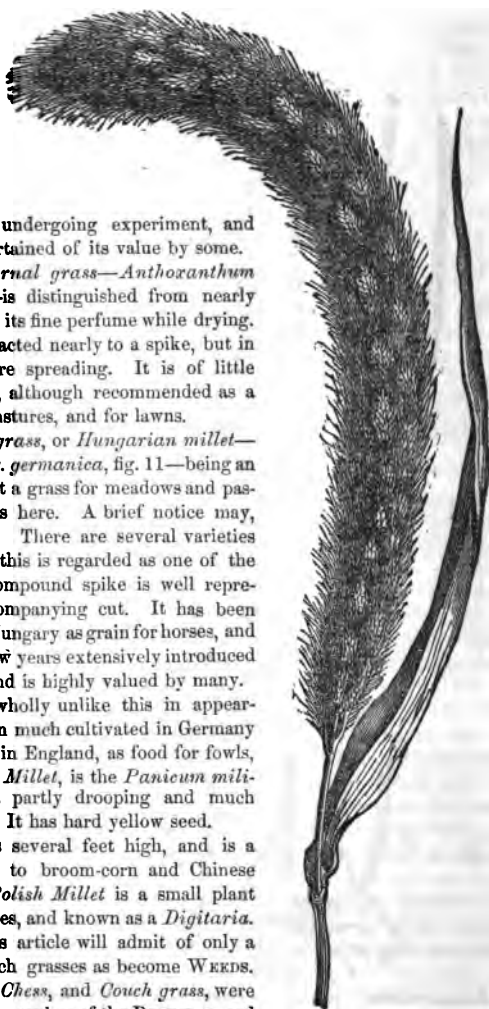 undergoing experiment, and
rtained of its value by some.
rnal grass—Anthoxanthum
-is distinguished from nearly
its fine perfume while drying.
acted nearly to a spike, but in
re spreading. It is of little
, although recommended as a
astures, and for lawns.
grass, or Hungarian millet—
. germanica, fig. 11—being an
t a grass for meadows and pas-
s here. A brief notice may,
There are several varieties
this is regarded as one of the
ompound spike is well repre-
ompanying cut. It has been
ungary as grain for horses, and
w years extensively introduced
nd is highly valued by many.
wholly unlike this in appear-
n much cultivated in Germany
in England, as food for fowls,
Millet, is the Panicum mili-
partly drooping and much
It has hard yellow seed.
s several feet high, and is a
to broom-corn and Chinese
Polish Millet is a small plant
es, and known as a Digitaria.
s article will admit of only a
ch grasses as become WEEDS.
Chess, and Couch grass, were